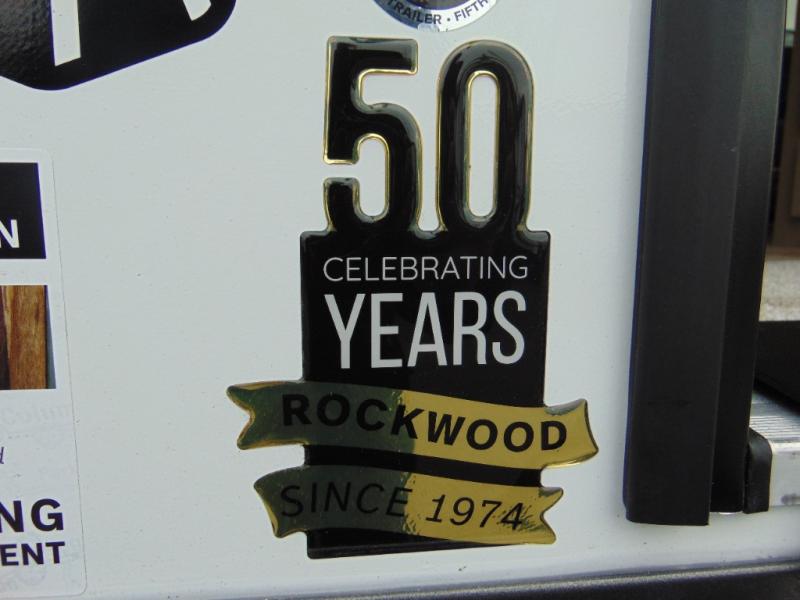 TRAILER • FIFTH
50
CELEBRATING
YEARS
ROCKWOOD
SINCE 1974
N
NG
ENT